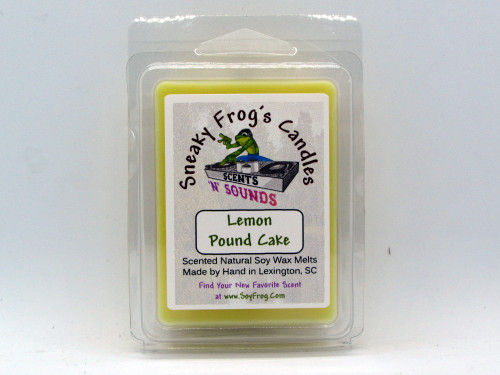 Sneaky Frog's Candles
SCENTS
'N' SOUNDS
Lemon
Pound Cake
Scented Natural Soy Wax Melts
Made by Hand in Lexington, SC
Find Your New Favorite Scent
at www.SoyFrog.Com